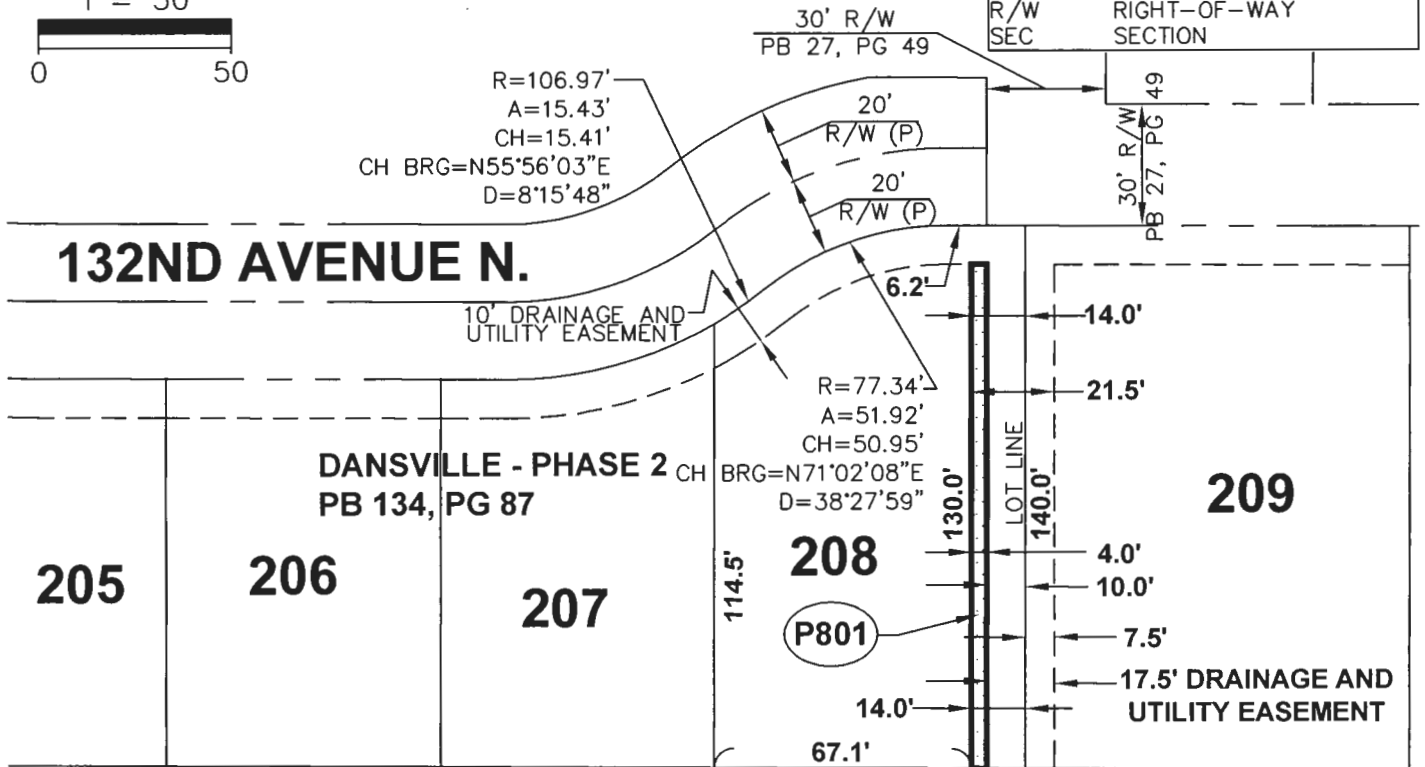 0 50
30' R/W
PB 27, PG 49
R/W RIGHT-OF-WAY
SEC SECTION
R=106.97'
A=15.43'
CH=15.41'
CH BRG=N55°56'03"E
D=8°15'48"
20'
R/W (P)
20'
R/W (P)
30' R/W
PB 27, PG 49
132ND AVENUE N.
10' DRAINAGE AND
UTILITY EASEMENT
6.2'
14.0'
21.5'
R=77.34'
A=51.92'
CH=50.95'
CH BRG=N71°02'08"E
D=38°27'59"
DANSVILLE - PHASE 2
PB 134, PG 87
130.0'
LOT LINE
140.0'
205
206
207
114.5'
208
209
P801
4.0'
10.0'
7.5'
17.5' DRAINAGE AND
UTILITY EASEMENT
14.0'
67.1'